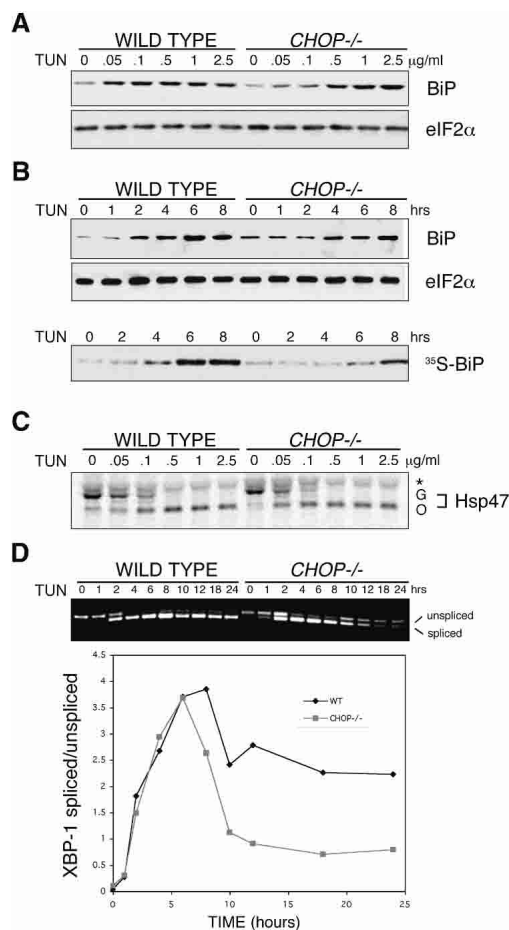 A
WILD TYPE CHOP-/-
TUN 0 .05 .1 .5 1 2.5 0 .05 .1 .5 1 2.5 μg/ml
BiP
eIF2α
B
WILD TYPE CHOP-/-
TUN 0 1 2 4 6 8 0 1 2 4 6 8 hrs
BiP
eIF2α
0 2 4 6 8 0 2 4 6 8 hrs
35S-BiP
C
WILD TYPE CHOP-/-
TUN 0 .05 .1 .5 1 2.5 0 .05 .1 .5 1 2.5 μg/ml
*
G
O
Hsp47
D
WILD TYPE CHOP-/-
TUN 0 1 2 4 6 8 10 12 18 24 0 1 2 4 6 8 10 12 18 24 hrs
unspliced
spliced
XBP-1 spliced/unspliced
4.5
4
3.5
3
2.5
2
1.5
1
0.5
0
WT
CHOP-/-
0 5 10 15 20 25
TIME (hours)